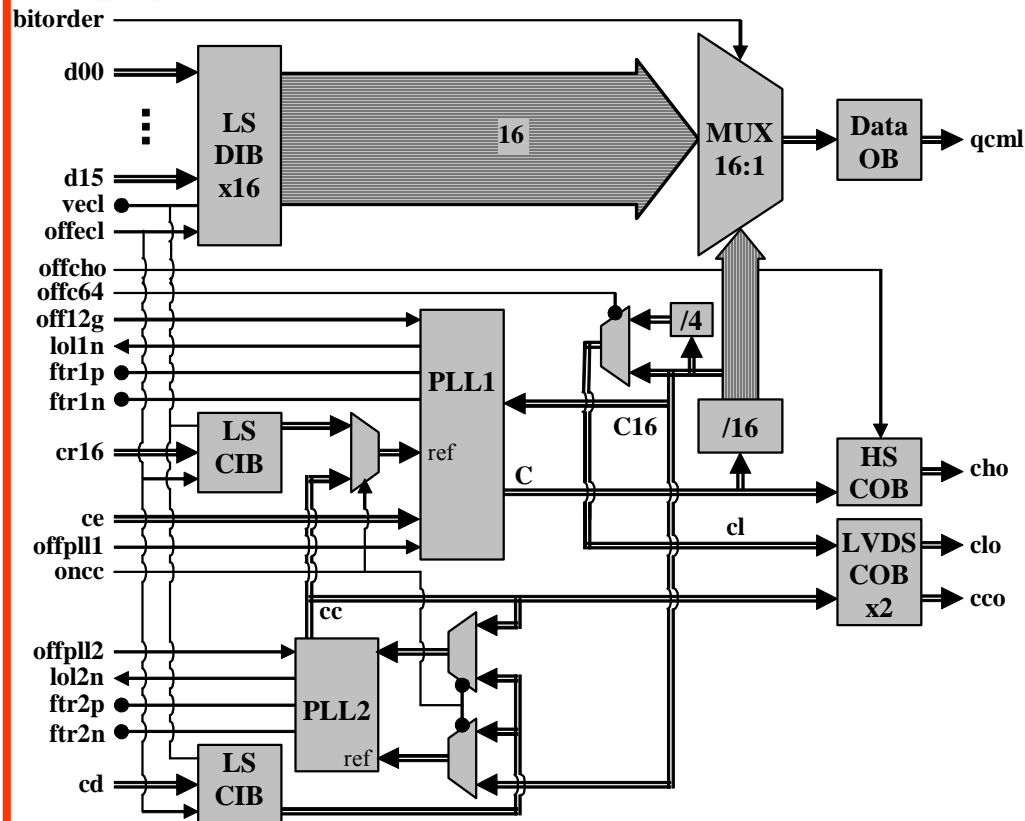 bitorder
d00
d15
vecl
offecl
offcho
offc64
off12g
lol1n
ftr1p
ftr1n
cr16
ce
offpll1
oncc
offpll2
lol2n
ftr2p
ftr2n
cd
LS
DIB
x16
16
MUX
16:1
Data
OB
qcml
/4
PLL1
ref
C16
/16
C
LS
CIB
HS
COB
cho
cl
LVDS
COB
x2
clo
cco
cc
PLL2
ref
LS
CIB